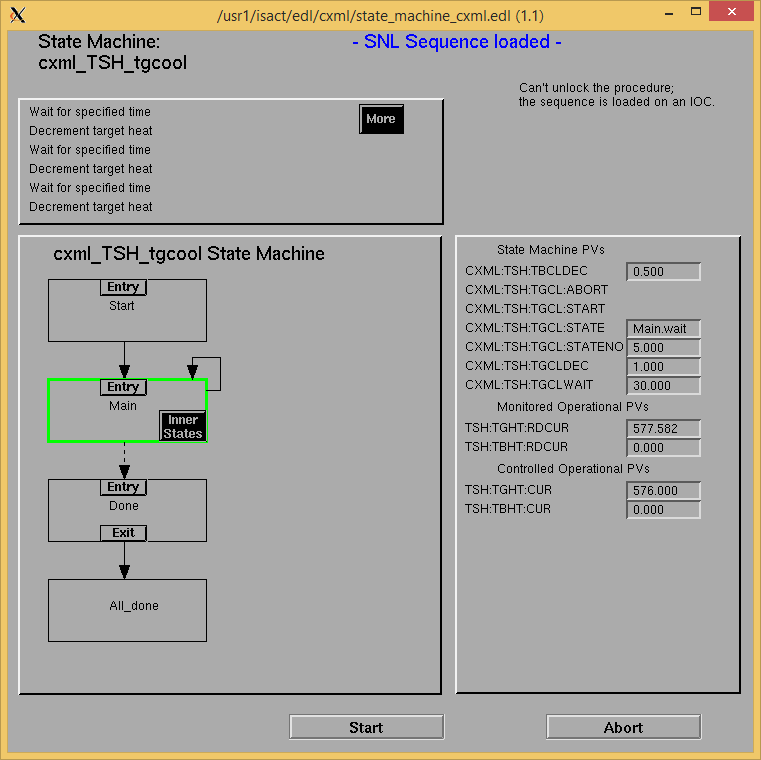 /usr1/isact/edl/cxml/state_machine_cxml.edl (1.1)
State Machine:
cxml_TSH_tgcool
- SNL Sequence loaded -
Can't unlock the procedure;
the sequence is loaded on an IOC.
Wait for specified time
Decrement target heat
Wait for specified time
Decrement target heat
Wait for specified time
Decrement target heat
More
cxml_TSH_tgcool State Machine
Entry
Start
Entry
Main
Inner
States
Entry
Done
Exit
All_done
State Machine PVs
CXML:TSH:TBCLDEC 0.500
CXML:TSH:TGCL:ABORT
CXML:TSH:TGCL:START
CXML:TSH:TGCL:STATE Main.wait
CXML:TSH:TGCL:STATENO 5.000
CXML:TSH:TGCLDEC 1.000
CXML:TSH:TGCLWAIT 30.000
Monitored Operational PVs
TSH:TGHT:RDCUR 577.582
TSH:TBHT:RDCUR 0.000
Controlled Operational PVs
TSH:TGHT:CUR 576.000
TSH:TBHT:CUR 0.000
Start
Abort